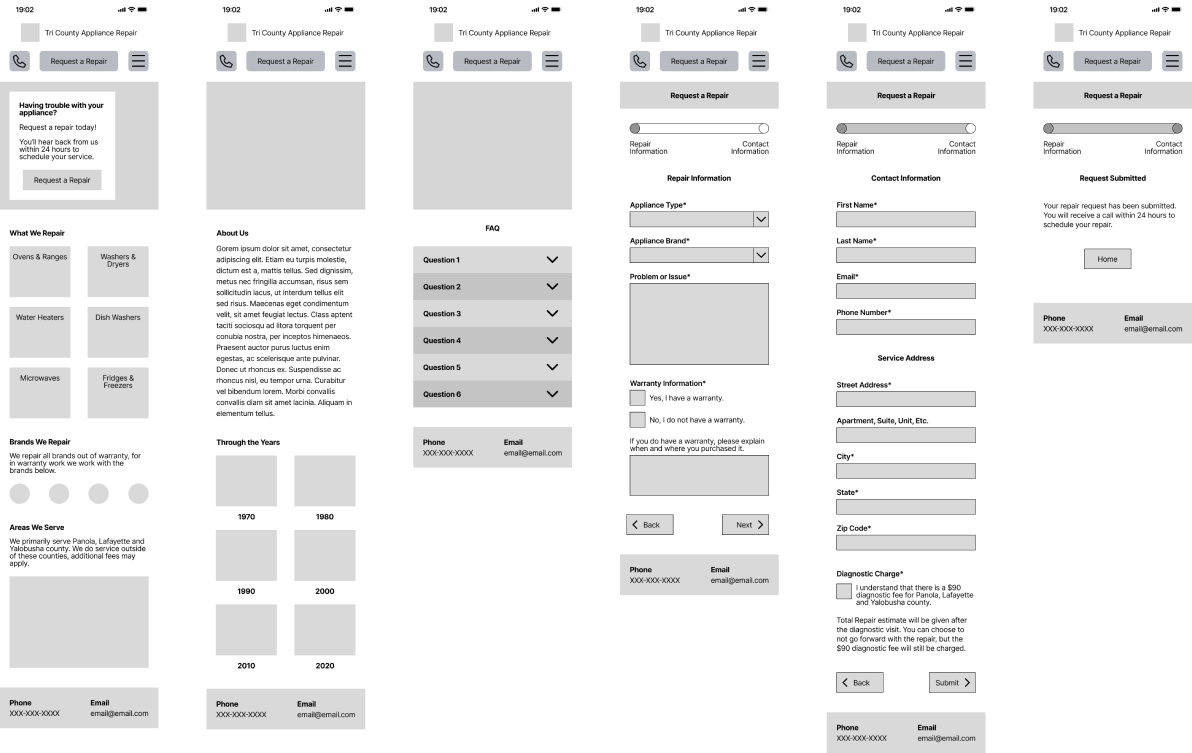 19:02
Tri County Appliance Repair
Request a Repair
Having trouble with your
appliance?
Request a repair today!
You'll hear back from us
within 24 hours to
schedule your service.
Request a Repair
What We Repair
Ovens & Ranges
Washers &
Dryers
Water Heaters
Dish Washers
Microwaves
Fridges &
Freezers
Brands We Repair
We repair all brands out of warranty, for
in warranty work we work with the
brands below.
Areas We Serve
We primarily serve Panola, Lafayette and
Yalobusha county. We do service outside
of these counties, additional fees may
apply.
Phone
Email
XXX-XXX-XXXX
email@email.com
19:02
Tri County Appliance Repair
Request a Repair
About Us
Gorem ipsum dolor sit amet, consectetur
adipiscing elit. Etiam eu turpis molestie,
dictum est a, mattis tellus. Sed dignissim,
metus nec fringilla accumsan, risus sem
sollicitudin lacus, ut interdum tellus elit
sed risus. Maecenas eget condimentum
velit, sit amet feugiat lectus. Class aptent
taciti sociosqu ad litora torquent per
conubia nostra, per inceptos himenaeos.
Praesent auctor purus luctus enim
egestas, ac scelerisque ante pulvinar.
Donec ut rhoncus ex. Suspendisse ac
rhoncus nisl, eu tempor urna. Curabitur
vel bibendum lorem. Morbi convallis
convallis diam sit amet lacinia. Aliquam in
elementum tellus.
Through the Years
1970
1980
1990
2000
2010
2020
Phone
Email
XXX-XXX-XXXX
email@email.com
19:02
Tri County Appliance Repair
Request a Repair
FAQ
Question 1
Question 2
Question 3
Question 4
Question 5
Question 6
Phone
Email
XXX-XXX-XXXX
email@email.com
19:02
Tri County Appliance Repair
Request a Repair
Request a Repair
Repair
Information
Contact
Information
Repair Information
Appliance Type*
Appliance Brand*
Problem or Issue*
Warranty Information*
Yes, I have a warranty.
No, I do not have a warranty.
If you do have a warranty, please explain
when and where you purchased it.
Back
Next
Phone
Email
XXX-XXX-XXXX
email@email.com
19:02
Tri County Appliance Repair
Request a Repair
Request a Repair
Repair
Information
Contact
Information
Contact Information
First Name*
Last Name*
Email*
Phone Number*
Service Address
Street Address*
Apartment, Suite, Unit, Etc.
City*
State*
Zip Code*
Diagnostic Charge*
I understand that there is a $90
diagnostic fee for Panola, Lafayette
and Yalobusha county.
Total Repair estimate will be given after
the diagnostic visit. You can choose to
not go forward with the repair, but the
$90 diagnostic fee will still be charged.
Back
Submit
Phone
Email
XXX-XXX-XXXX
email@email.com
19:02
Tri County Appliance Repair
Request a Repair
Request a Repair
Repair
Information
Contact
Information
Request Submitted
Your repair request has been submitted.
You will receive a call within 24 hours to
schedule your repair.
Home
Phone
Email
XXX-XXX-XXXX
email@email.com